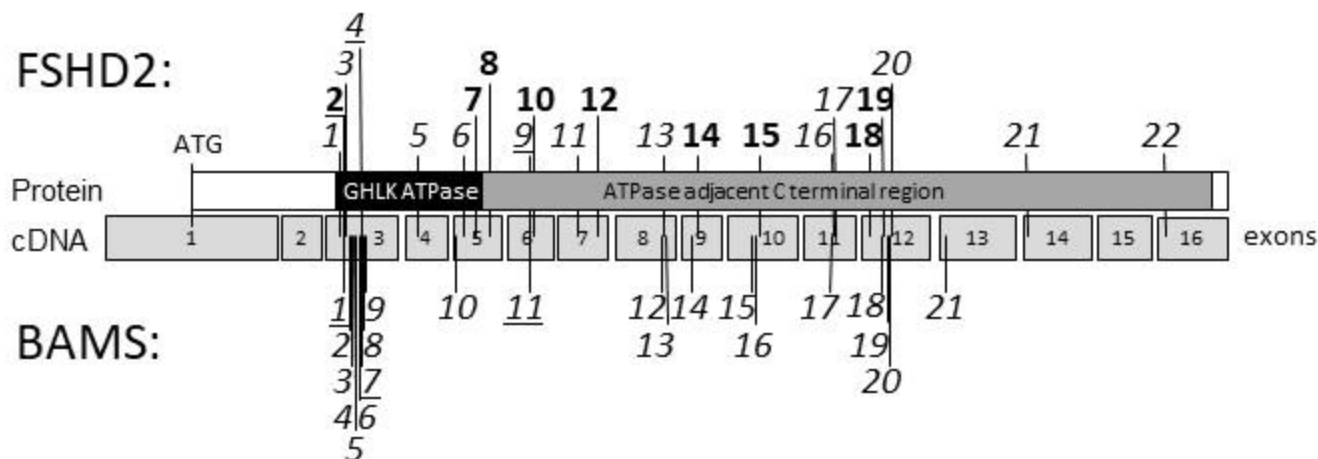 4
FSHD2: 3 8 20
2 7 10 12 17 19
ATG 1 5 6 9 11 13 14 15 16 18 21 22
Protein GHLK ATPase ATPase adjacent C terminal region
cDNA 1 2 3 4 5 6 7 8 9 10 11 12 13 14 15 16 exons
1 9 10 11 12 14 15 17 18 21
BAMS: 2 8 13 16 19
3 7 20
4 6
5